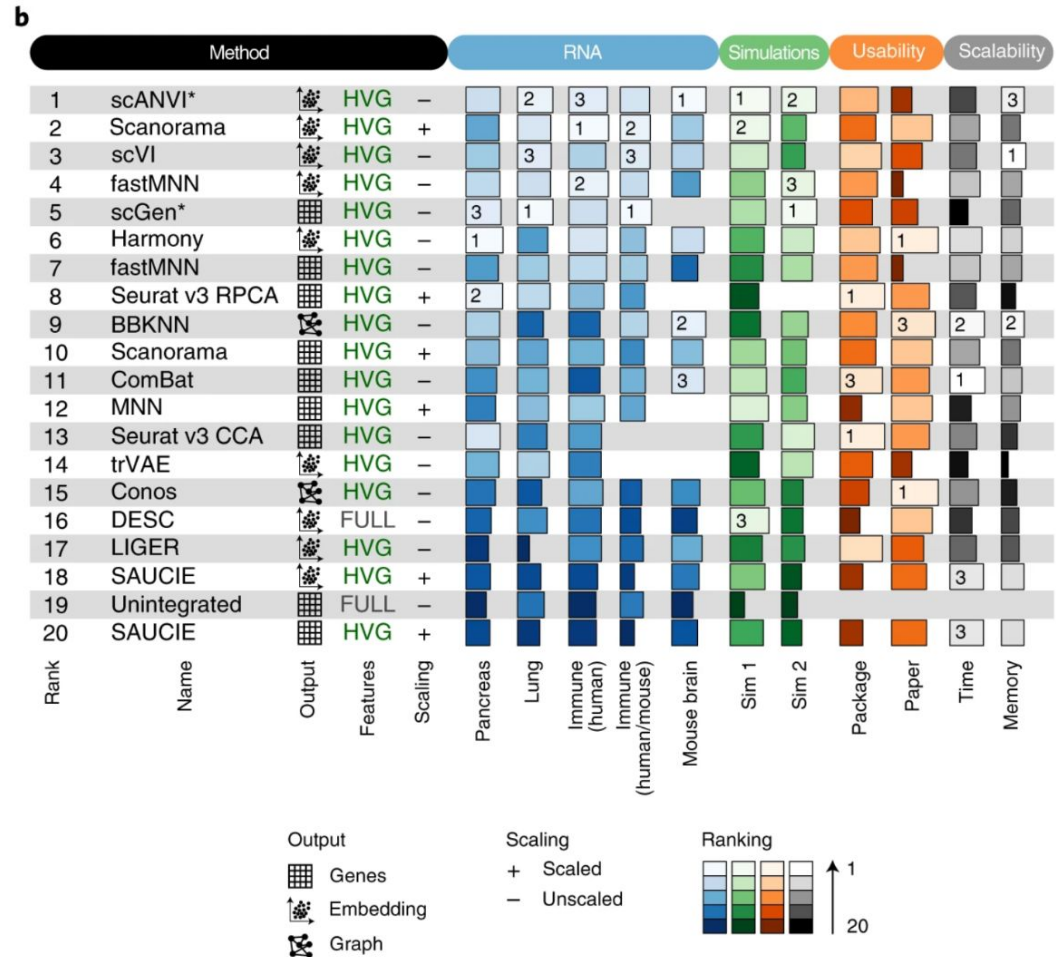 b
Method RNA Simulations Usability Scalability
1 scANVI* HVG – 2 3 1 1 2 3
2 Scanorama HVG + 1 2 2
3 scVI HVG – 3 3 1
4 fastMNN HVG – 2 3
5 scGen* HVG – 3 1 1 1
6 Harmony HVG – 1 1
7 fastMNN HVG –
8 Seurat v3 RPCA HVG + 2 1
9 BBKNN HVG – 2 3 2 2
10 Scanorama HVG +
11 ComBat HVG – 3 3 1
12 MNN HVG +
13 Seurat v3 CCA HVG – 1
14 trVAE HVG –
15 Conos HVG – 1
16 DESC FULL – 3
17 LIGER HVG –
18 SAUCIE HVG + 3
19 Unintegrated FULL –
20 SAUCIE HVG + 3
Rank
Name
Output
Features
Scaling
Pancreas
Lung
Immune
(human)
Immune
(human/mouse)
Mouse brain
Sim 1
Sim 2
Package
Paper
Time
Memory
Output
Genes
Embedding
Graph
Scaling
+ Scaled
– Unscaled
Ranking
1
20